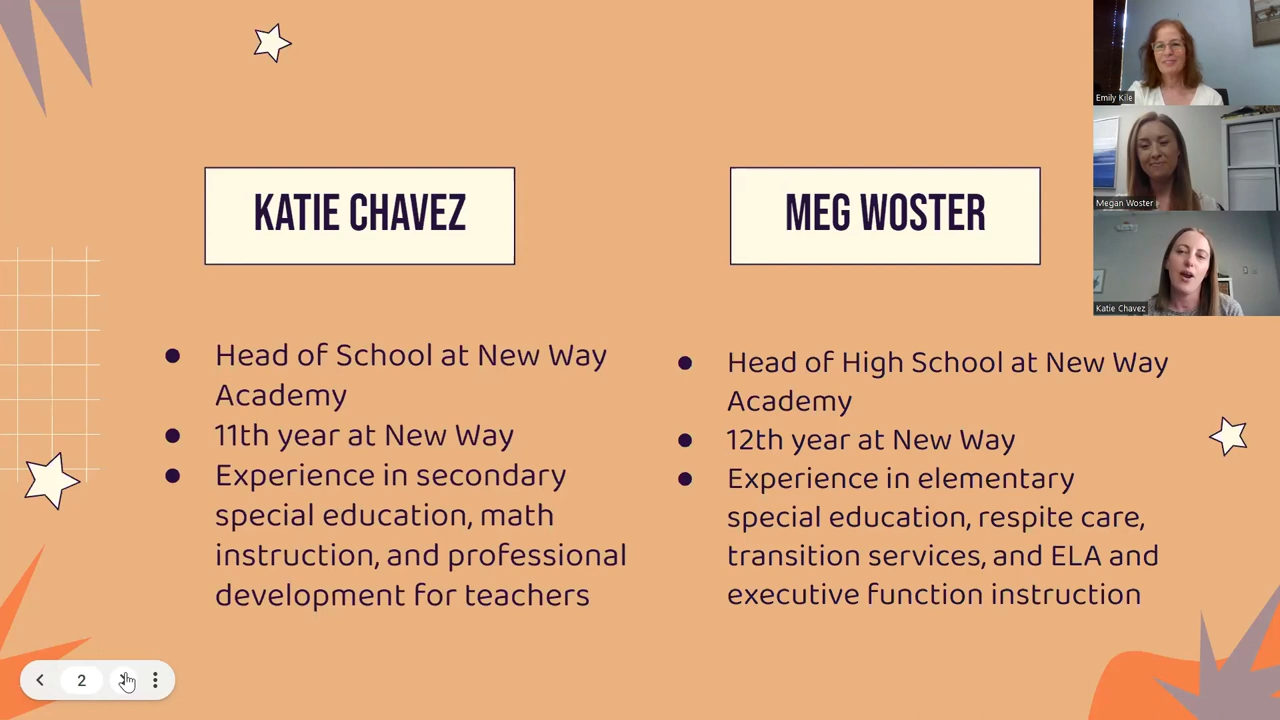 KATIE CHAVEZ
● Head of School at New Way
Academy
● 11th year at New Way
● Experience in secondary
special education, math
instruction, and professional
development for teachers
MEG WOSTER
● Head of High School at New Way
Academy
● 12th year at New Way
● Experience in elementary
special education, respite care,
transition services, and ELA and
executive function instruction
Emily Kile
Megan Woster
Katie Chavez
2